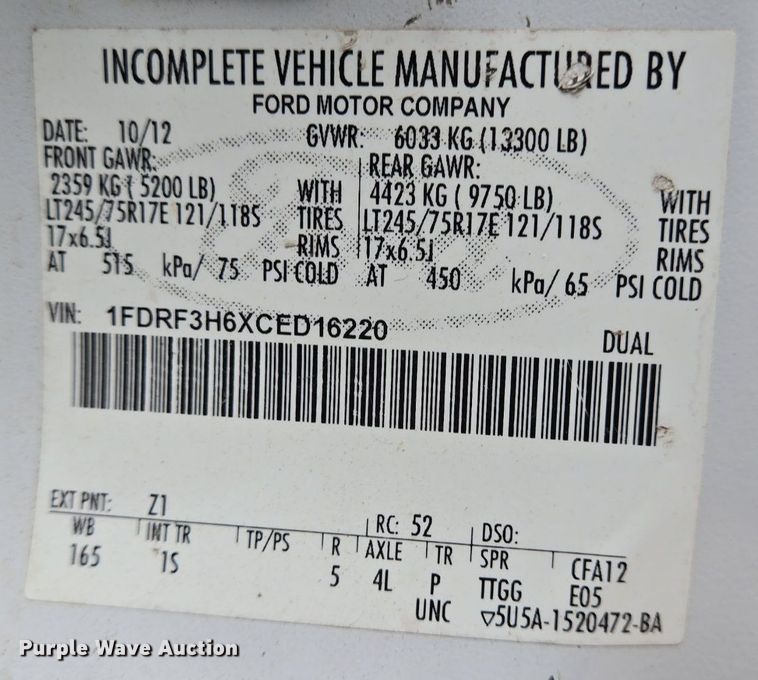 INCOMPLETE VEHICLE MANUFACTURED BY
FORD MOTOR COMPANY
DATE: 10/12 GVWR: 6033 KG (13300 LB)
FRONT GAWR: REAR GAWR:
2359 KG ( 5200 LB) WITH 4423 KG ( 9750 LB) WITH
LT245/75R17E 121/118S TIRES LT245/75R17E 121/118S TIRES
17x6.5J RIMS 17x6.5J RIMS
AT 515 kPa/ 75 PSI COLD AT 450 kPa/ 65 PSI COLD
VIN: 1FDRF3H6XCED16220 DUAL
EXT PNT: Z1 RC: 52 DSO:
WB INT TR TP/PS R AXLE TR SPR CFA12
165 1S 5 4L P TTGG E05
UNC ▽5U5A-1520472-BA
Purple Wave Auction